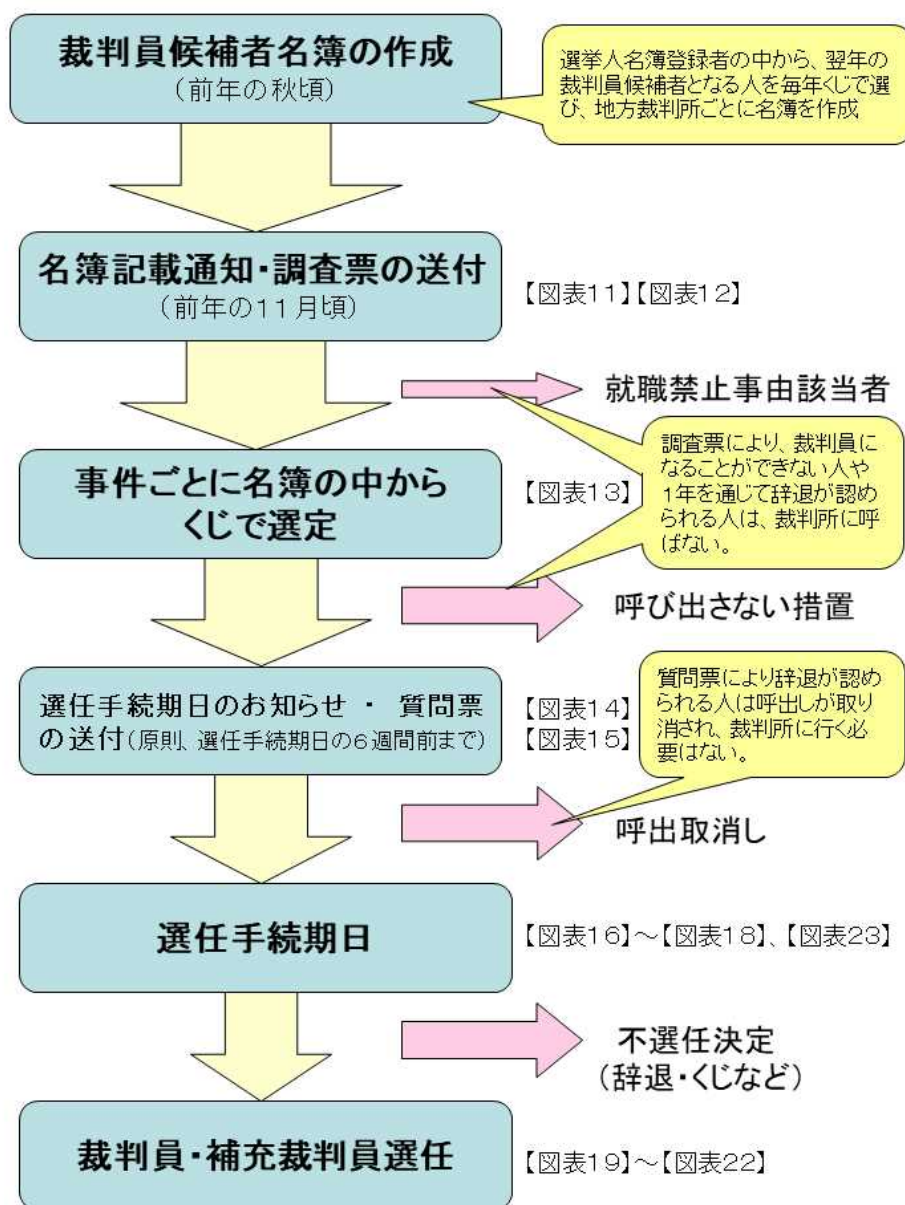 裁判員候補者名簿の作成
(前年の秋頃)
選挙人名簿登録者の中から、翌年の
裁判員候補者となる人を毎年くじで選
び、地方裁判所ごとに名簿を作成
名簿記載通知・調査票の送付
(前年の11月頃)
【図表11】【図表12】
就職禁止事由該当者
調査票により、裁判員に
なることができない人や
1年を通じて辞退が認め
られる人は、裁判所に呼
ばない。
事件ごとに名簿の中から
くじで選定
【図表13】
呼び出さない措置
選任手続期日のお知らせ ・ 質問票
の送付(原則、選任手続期日の6週間前まで)
【図表14】
【図表15】
質問票により辞退が認め
られる人は呼出しが取り
消され、裁判所に行く必
要はない。
呼出取消し
選任手続期日
【図表16】～【図表18】、【図表23】
不選任決定
(辞退・くじなど)
裁判員・補充裁判員選任
【図表19】～【図表22】